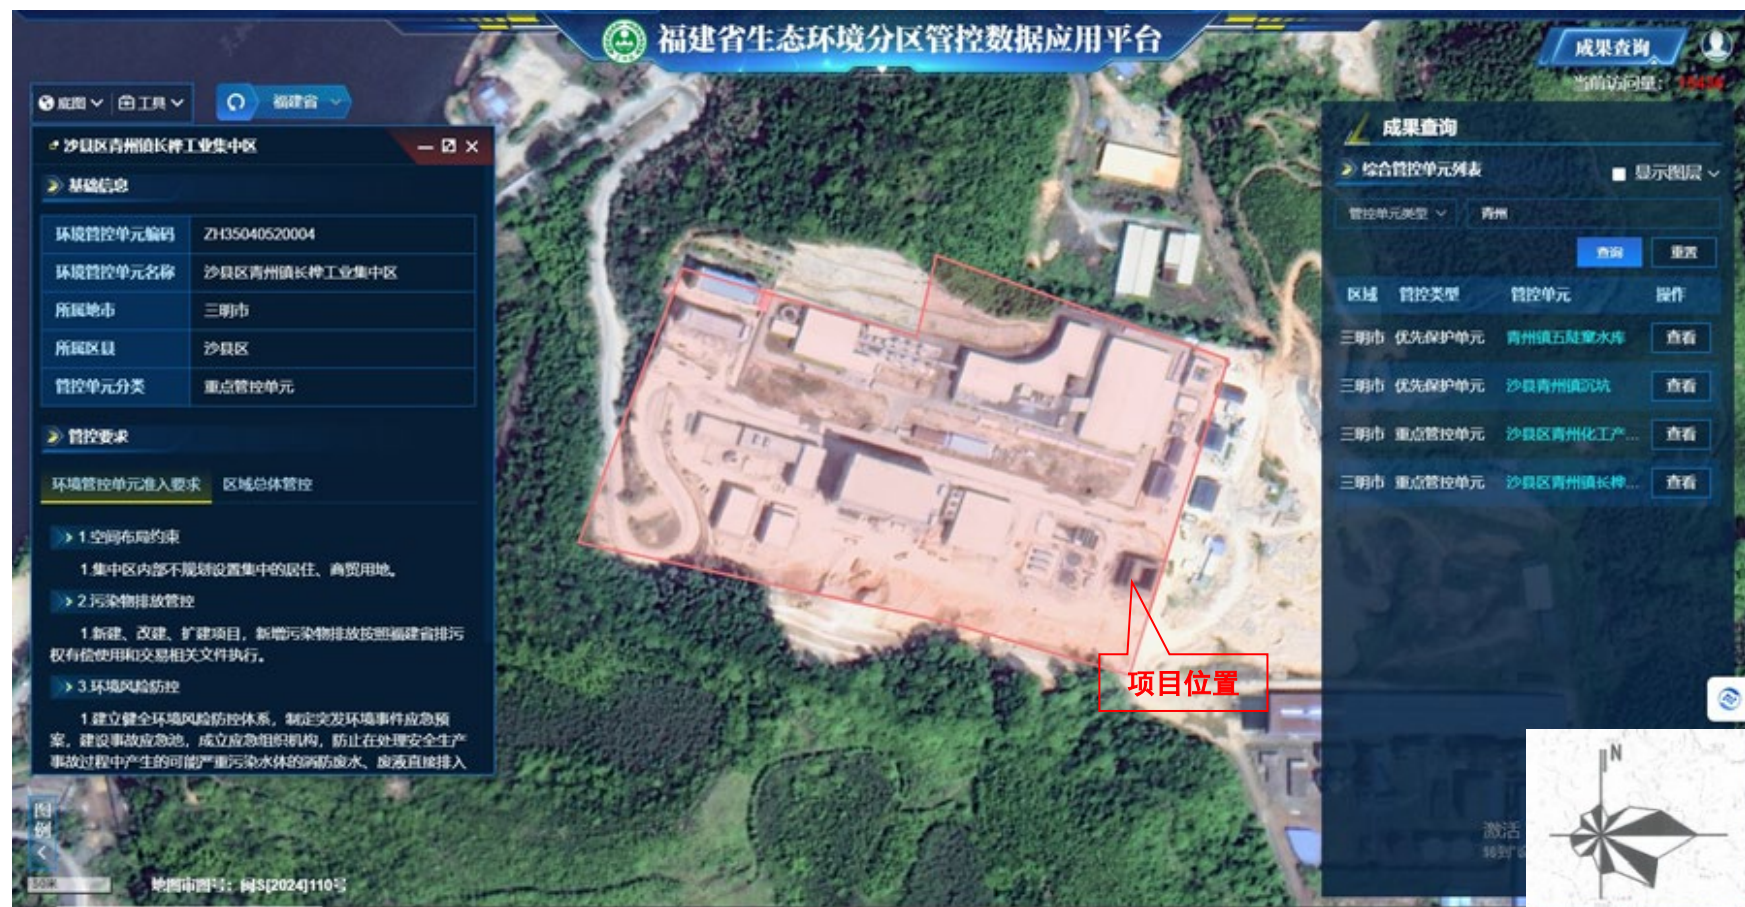 福建省生态环境分区管控数据应用平台
成果查询
当前访问量:
底图 工具 福建省
沙县区青州镇长桦工业集中区
基础信息
环境管控单元编码 ZH35040520004
环境管控单元名称 沙县区青州镇长桦工业集中区
所属地市 三明市
所属区县 沙县区
管控单元分类 重点管控单元
管控要求
环境管控单元准入要求 区域总体管控
1.空间布局约束
1.集中区内部不规划设置集中的居住、商贸用地。
2.污染物排放管控
1.新建、改建、扩建项目，新增污染物排放按照福建省排污
权有偿使用和交易相关文件执行。
3.环境风险防控
1.建立健全环境风险防控体系，制定突发环境事件应急预
案，建设事故应急池，成立应急组织机构，防止在处理安全生产
事故过程中产生的可能严重污染水体的消防废水、废液直接排入
成果查询
综合管控单元列表 显示图层
管控单元类型 青州
查询 重置
区域 管控类型 管控单元 操作
三明市 优先保护单元 青州镇五陡窠水库 查看
三明市 优先保护单元 沙县青州镇沉坑 查看
三明市 重点管控单元 沙县区青州化工产... 查看
三明市 重点管控单元 沙县区青州镇长桦... 查看
项目位置
图例
50米
地图审图号：闽S[2024]110号
激活
转到"设
N